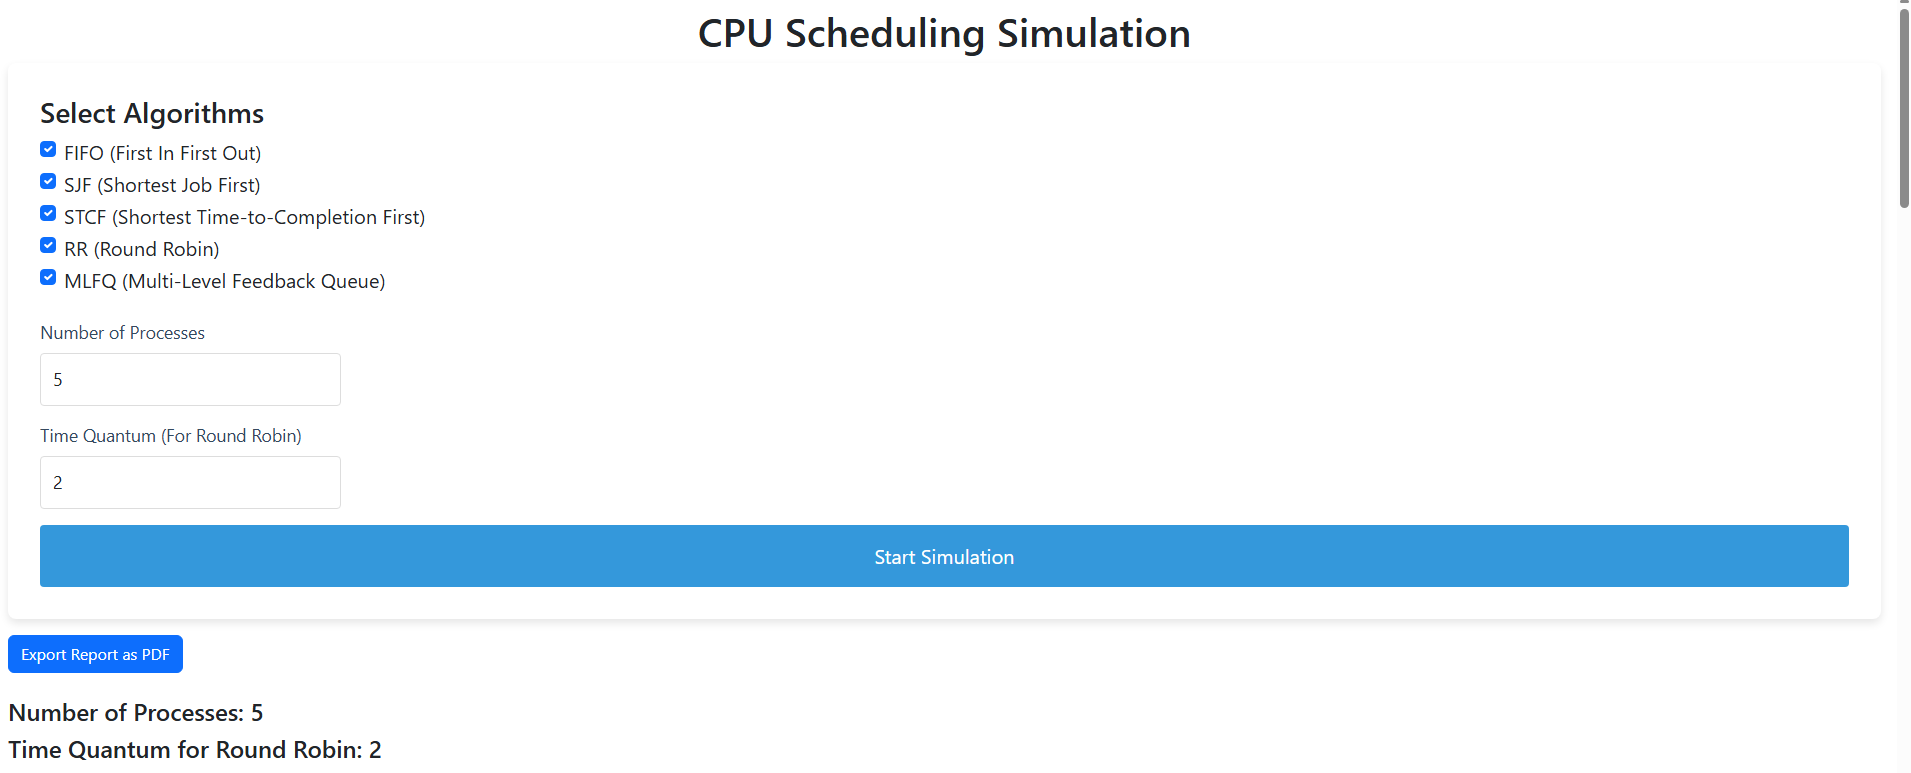 CPU Scheduling Simulation
Select Algorithms
FIFO (First In First Out)
SJF (Shortest Job First)
STCF (Shortest Time-to-Completion First)
RR (Round Robin)
MLFQ (Multi-Level Feedback Queue)
Number of Processes
5
Time Quantum (For Round Robin)
2
Start Simulation
Export Report as PDF
Number of Processes: 5
Time Quantum for Round Robin: 2